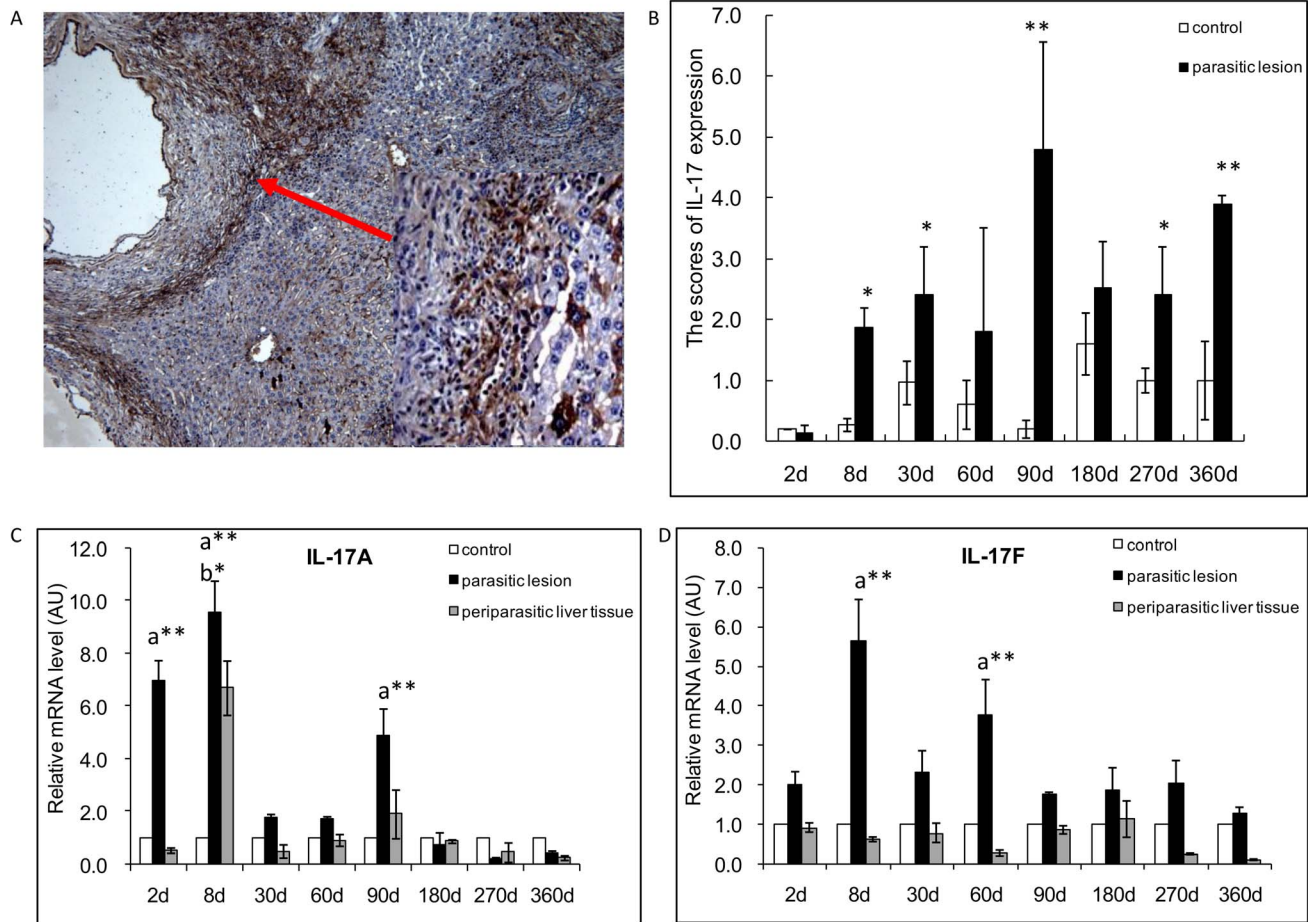 A
B
7.0
6.0
5.0
4.0
3.0
2.0
1.0
0.0
The scores of IL-17 expression
control
parasitic lesion
*
*
**
*
**
2d 8d 30d 60d 90d 180d 270d 360d
C
IL-17A
12.0
10.0
8.0
6.0
4.0
2.0
0.0
Relative mRNA level (AU)
control
parasitic lesion
periparasitic liver tissue
a**
a**
b*
a**
2d 8d 30d 60d 90d 180d 270d 360d
D
IL-17F
8.0
7.0
6.0
5.0
4.0
3.0
2.0
1.0
0.0
Relative mRNA level (AU)
control
parasitic lesion
periparasitic liver tissue
a**
a**
2d 8d 30d 60d 90d 180d 270d 360d